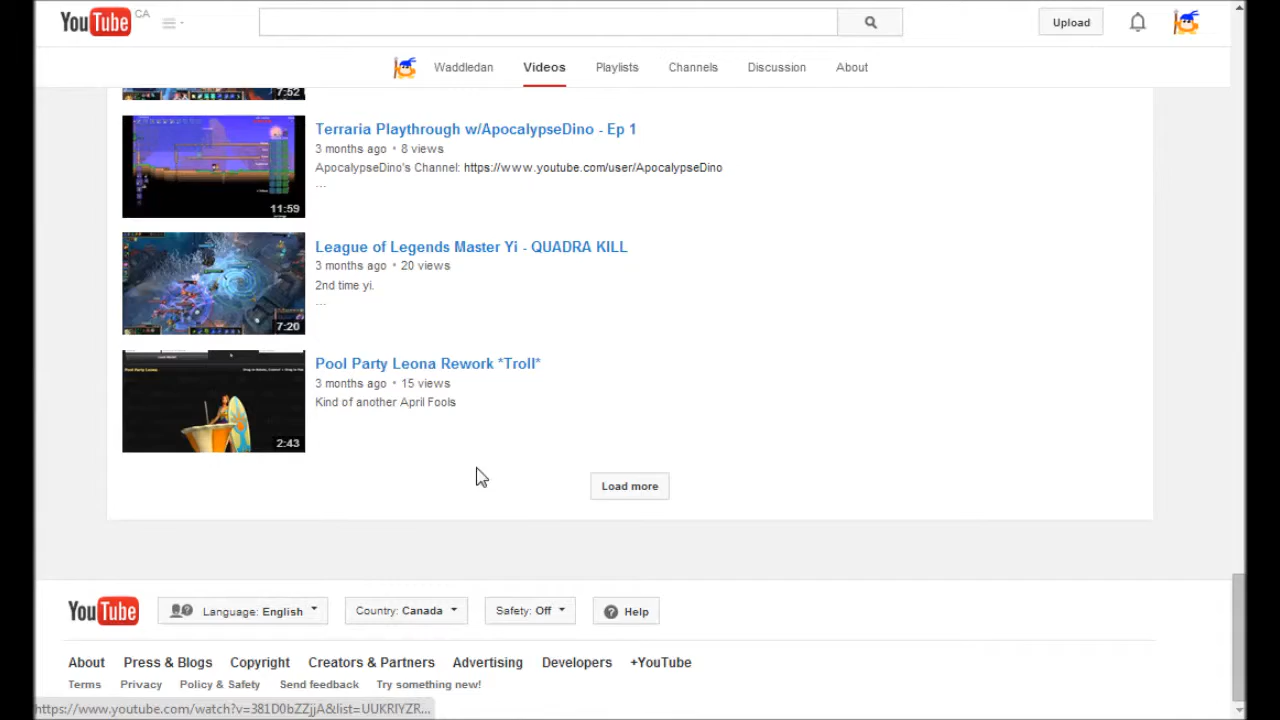 YouTube CA
Upload
Waddledan Videos Playlists Channels Discussion About
7:52
Terraria Playthrough w/ApocalypseDino - Ep 1
3 months ago • 8 views
ApocalypseDino's Channel: https://www.youtube.com/user/ApocalypseDino
...
11:59
League of Legends Master Yi - QUADRA KILL
3 months ago • 20 views
2nd time yi.
...
7:20
Pool Party Leona Rework *Troll*
3 months ago • 15 views
Kind of another April Fools
Pool Party Leona
2:43
Load more
YouTube Language: English Country: Canada Safety: Off Help
About Press & Blogs Copyright Creators & Partners Advertising Developers +YouTube
Terms Privacy Policy & Safety Send feedback Try something new!
https://www.youtube.com/watch?v=381D0bZZjjA&list=UUKRIYZR...